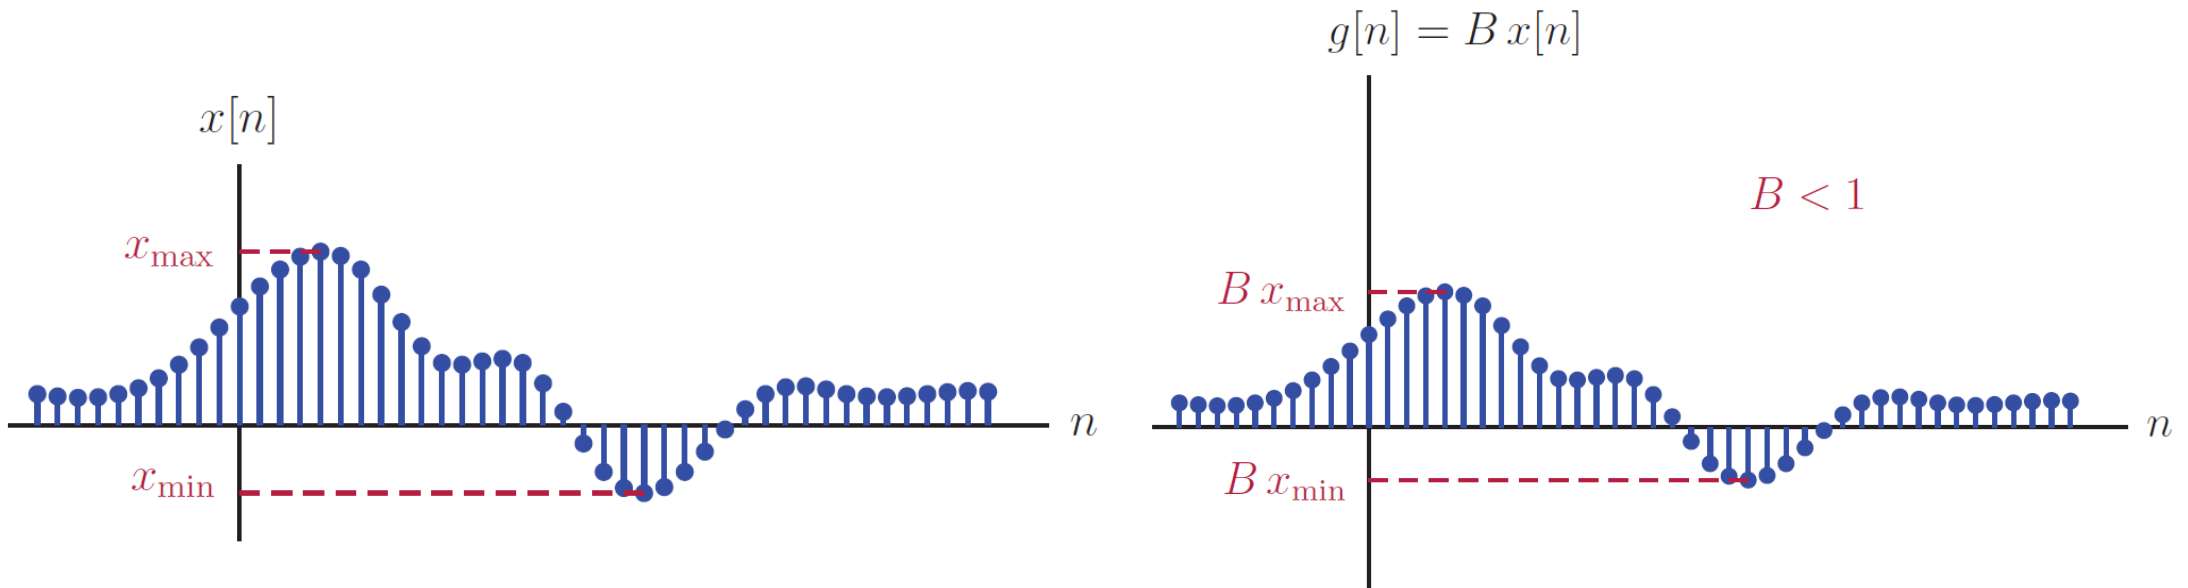 x[n]
x_max
x_min
n
g[n] = B x[n]
B < 1
B x_max
B x_min
n